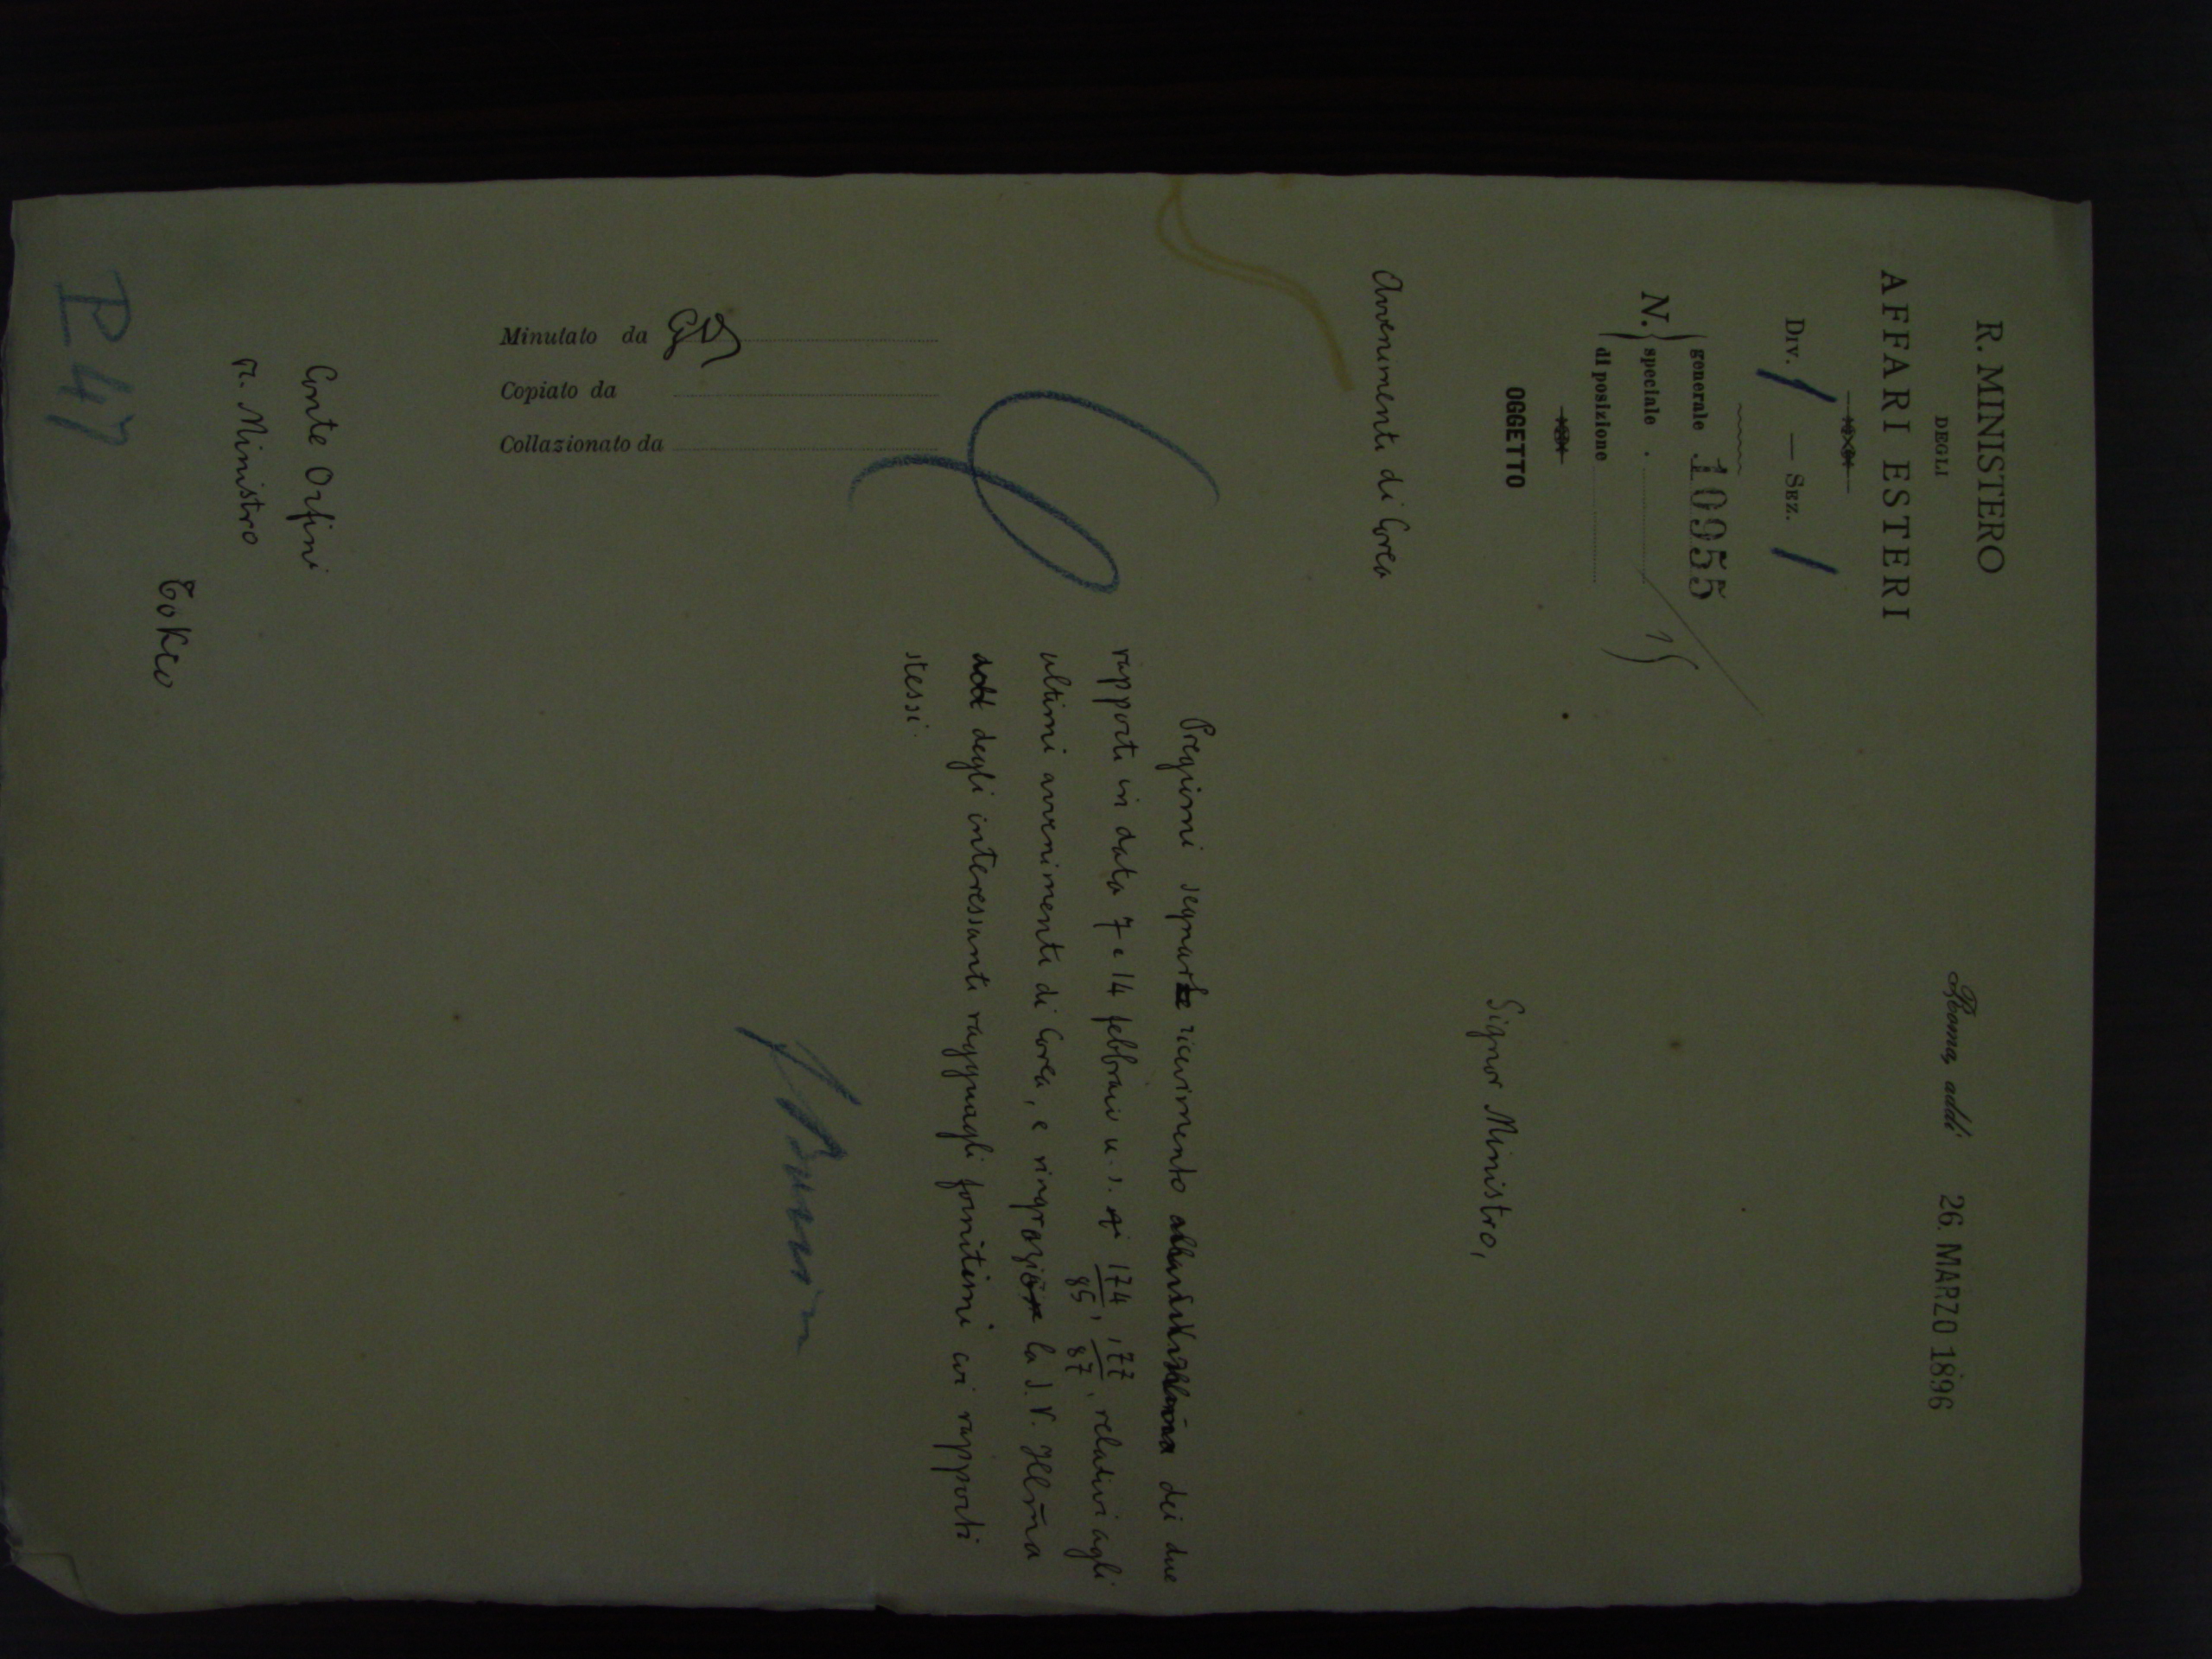 R. MINISTERO
DEGLI
AFFARI ESTERI
Roma, addì 26 MARZO 1896
Div. 1 — Sez. 1
N. generale 10955
speciale .
di posizione
OGGETTO
Avvenimenti di Corea
Signor Ministro,
Pregiomi segnare ricevimento dei due
rapporti in data 7 e 14 febbraio u. s. 174/85, 177/87, relativi agli
ultimi avvenimenti di Corea, e ringrazio la S. V. Illma
degli interessanti ragguagli fornitimi coi rapporti
stessi.
Minutato da
Copiato da
Collazionato da
Conte Orfini
R. Ministro
Tokio
P 47